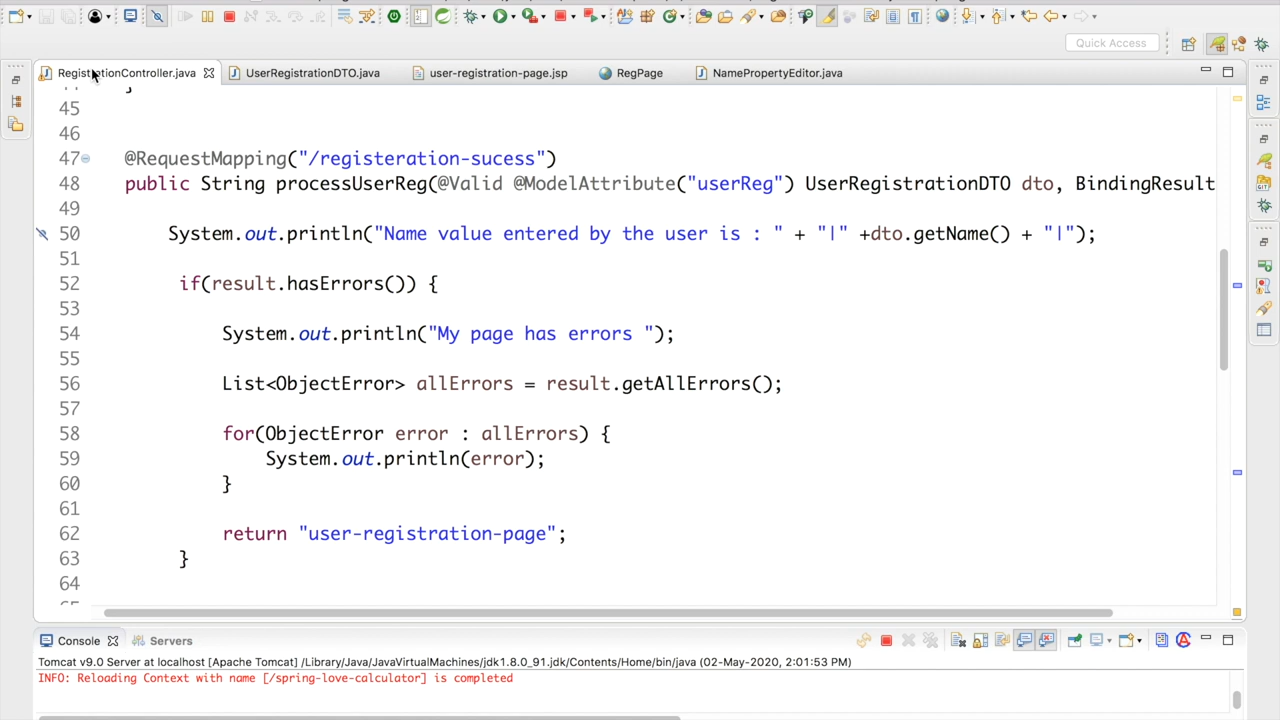 Quick Access
RegistrationController.java
UserRegistrationDTO.java
user-registration-page.jsp
RegPage
NamePropertyEditor.java
45
46
47 @RequestMapping("/registeration-sucess")
48 public String processUserReg(@Valid @ModelAttribute("userReg") UserRegistrationDTO dto, BindingResult
49
50 System.out.println("Name value entered by the user is : " + "|" +dto.getName() + "|");
51
52 if(result.hasErrors()) {
53
54 System.out.println("My page has errors ");
55
56 List<ObjectError> allErrors = result.getAllErrors();
57
58 for(ObjectError error : allErrors) {
59 System.out.println(error);
60 }
61
62 return "user-registration-page";
63 }
64
Console
Servers
Tomcat v9.0 Server at localhost [Apache Tomcat] /Library/Java/JavaVirtualMachines/jdk1.8.0_91.jdk/Contents/Home/bin/java (02-May-2020, 2:01:53 PM)
INFO: Reloading Context with name [/spring-love-calculator] is completed